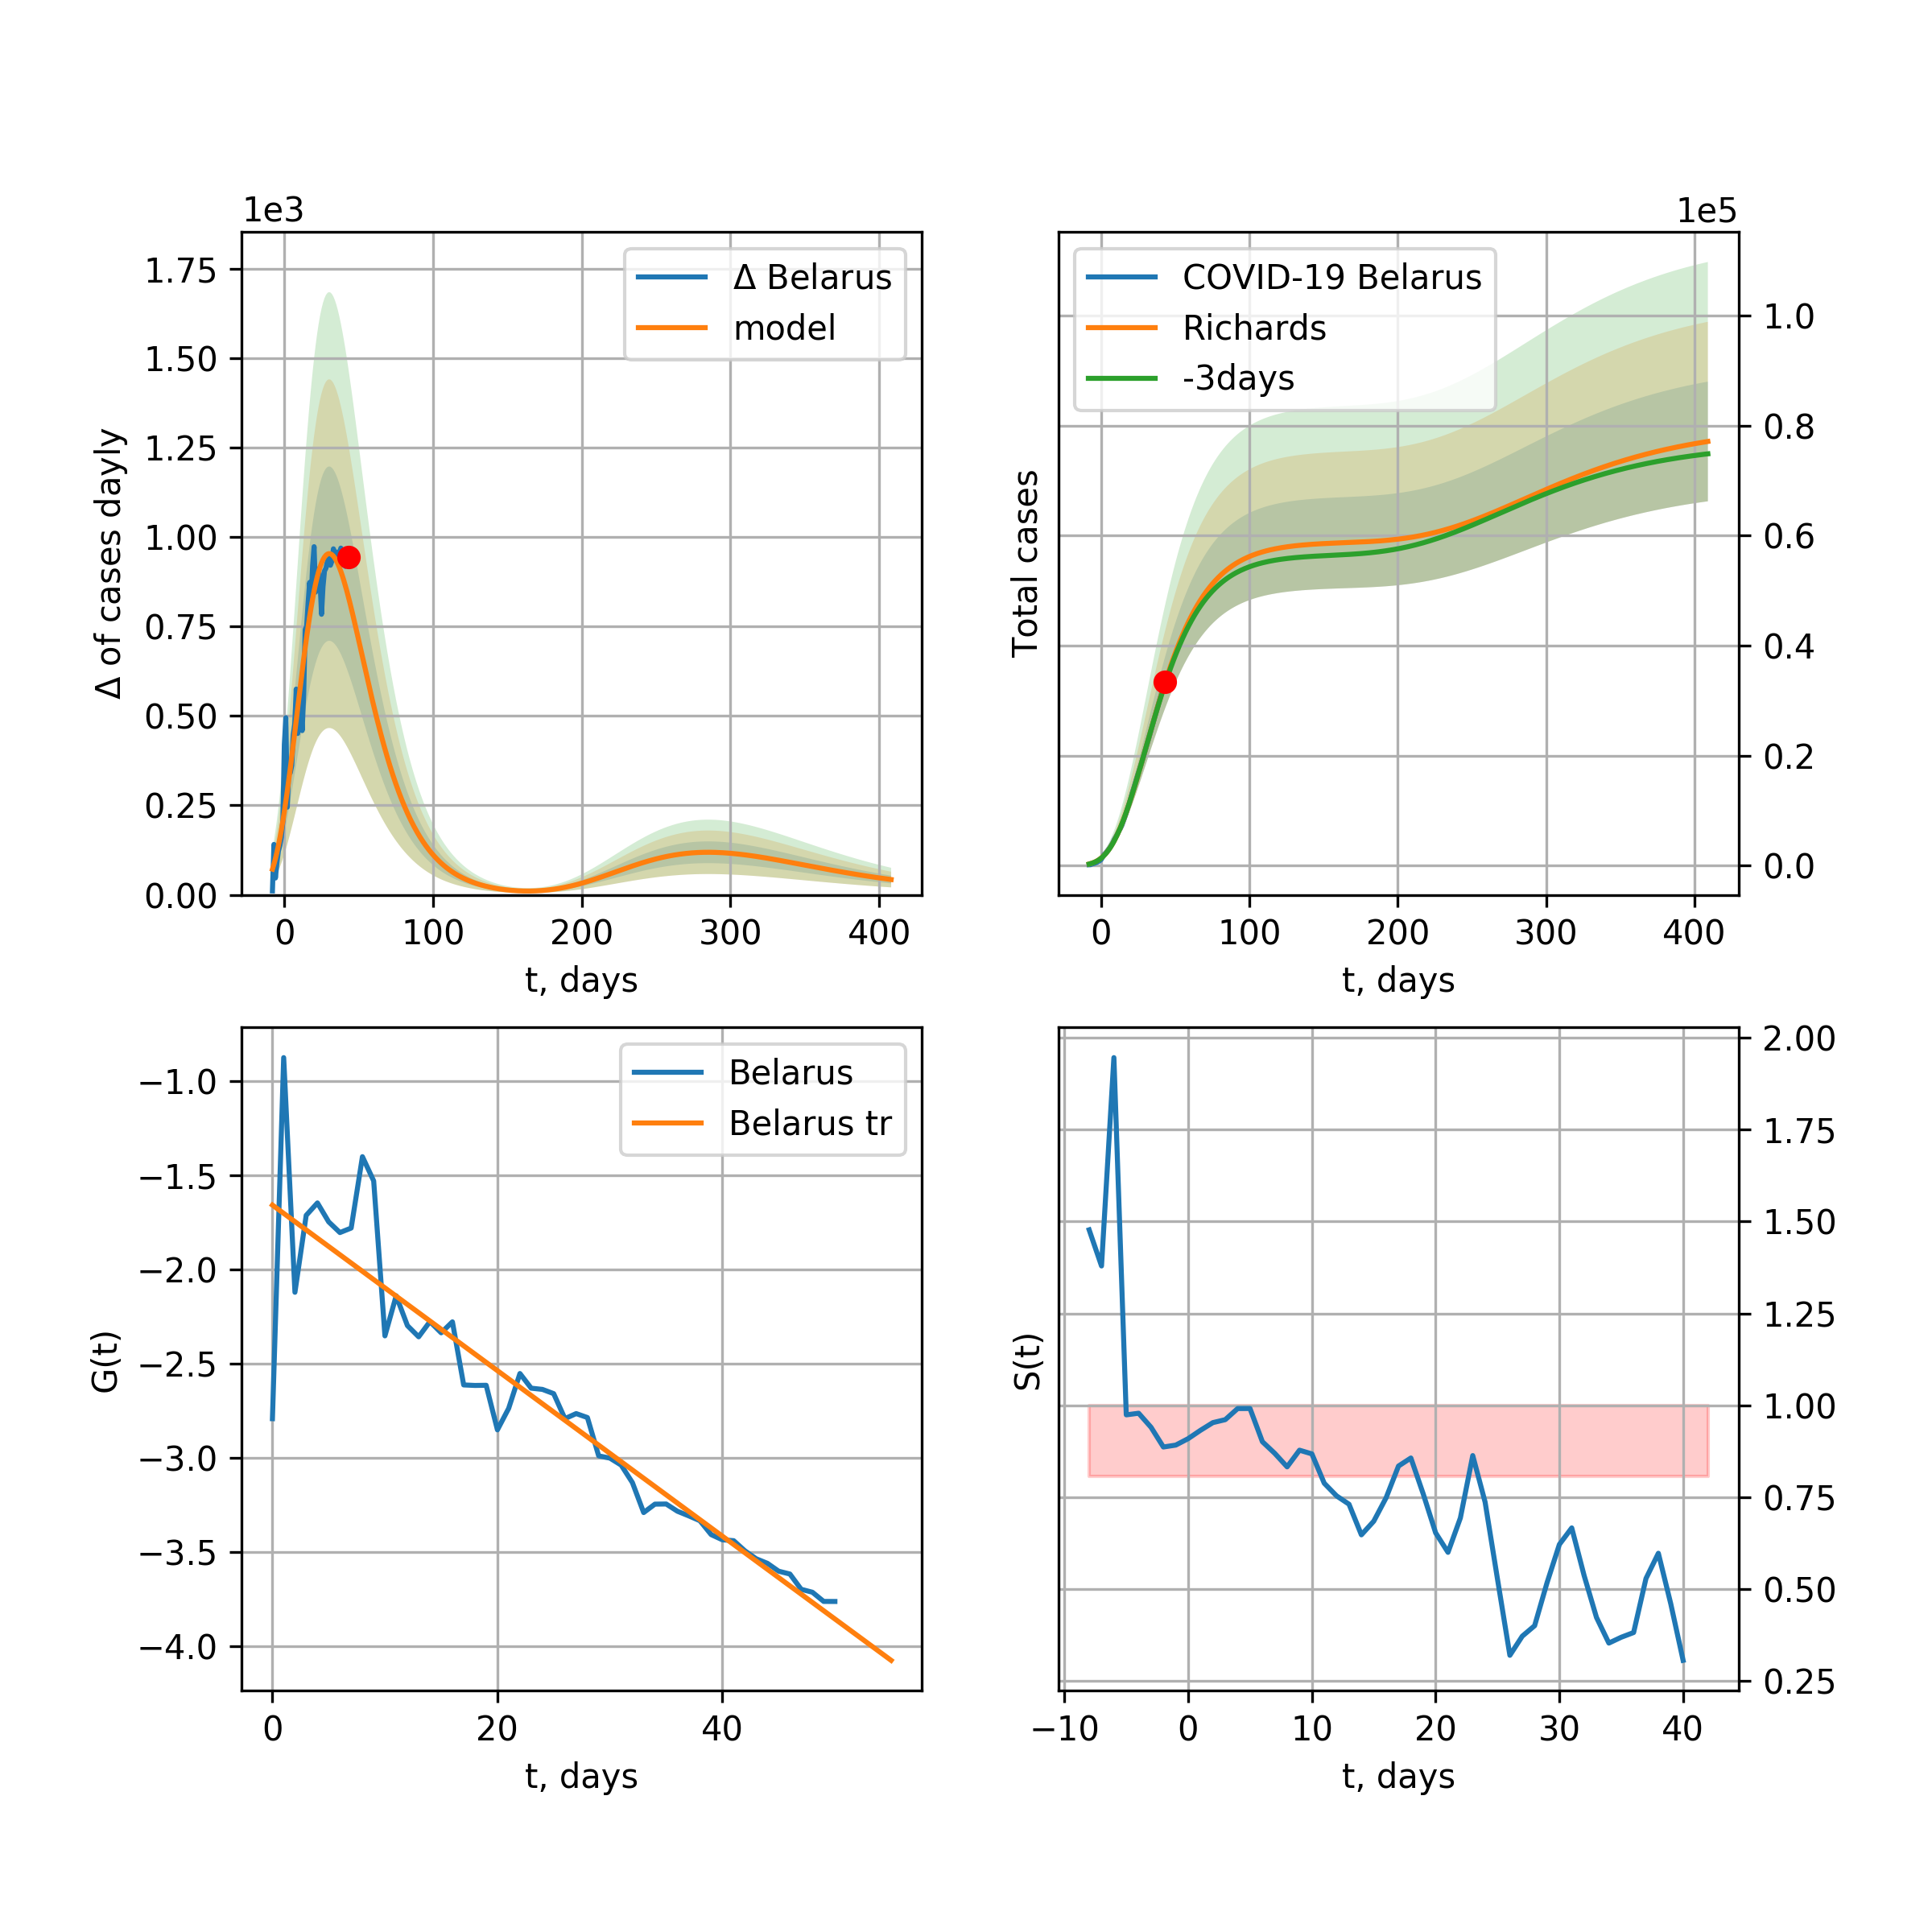 1e3
1.75
1.50
1.25
1.00
0.75
0.50
0.25
0.00
Δ of cases dayly
Δ Belarus
model
0 100 200 300 400
t, days
1e5
COVID-19 Belarus
Richards
-3days
Total cases
1.0
0.8
0.6
0.4
0.2
0.0
0 100 200 300 400
t, days
−1.0
−1.5
−2.0
−2.5
−3.0
−3.5
−4.0
G(t)
Belarus
Belarus tr
0 20 40
t, days
S(t)
2.00
1.75
1.50
1.25
1.00
0.75
0.50
0.25
−10 0 10 20 30 40
t, days